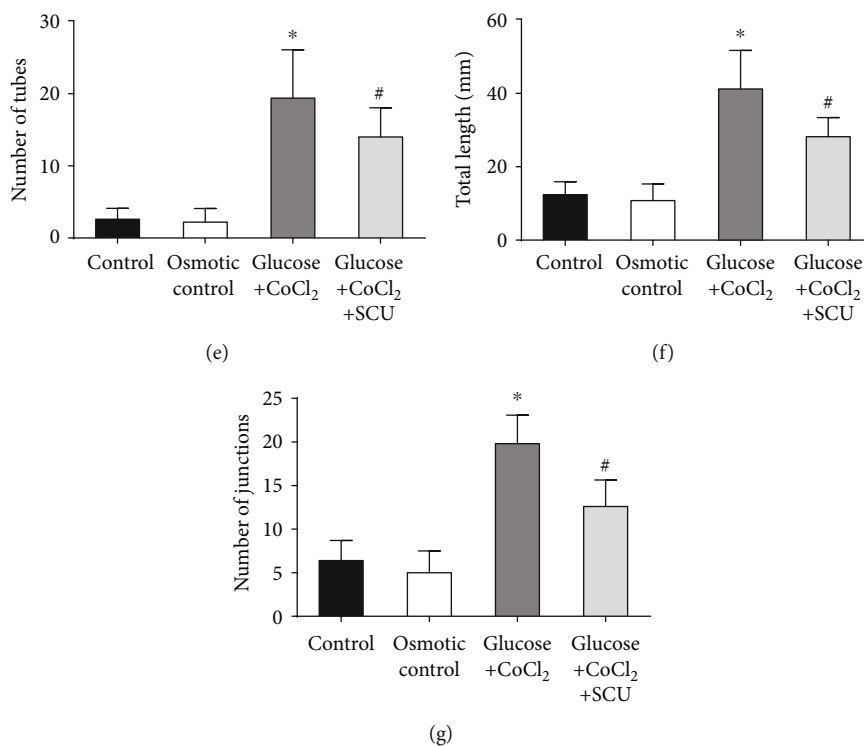 30
20
10
0
Number of tubes
*
#
Control
Osmotic
control
Glucose
+CoCl₂
Glucose
+CoCl₂
+SCU
(e)
60
40
20
0
Total length (mm)
*
#
Control
Osmotic
control
Glucose
+CoCl₂
Glucose
+CoCl₂
+SCU
(f)
25
20
15
10
5
0
Number of junctions
*
#
Control
Osmotic
control
Glucose
+CoCl₂
Glucose
+CoCl₂
+SCU
(g)